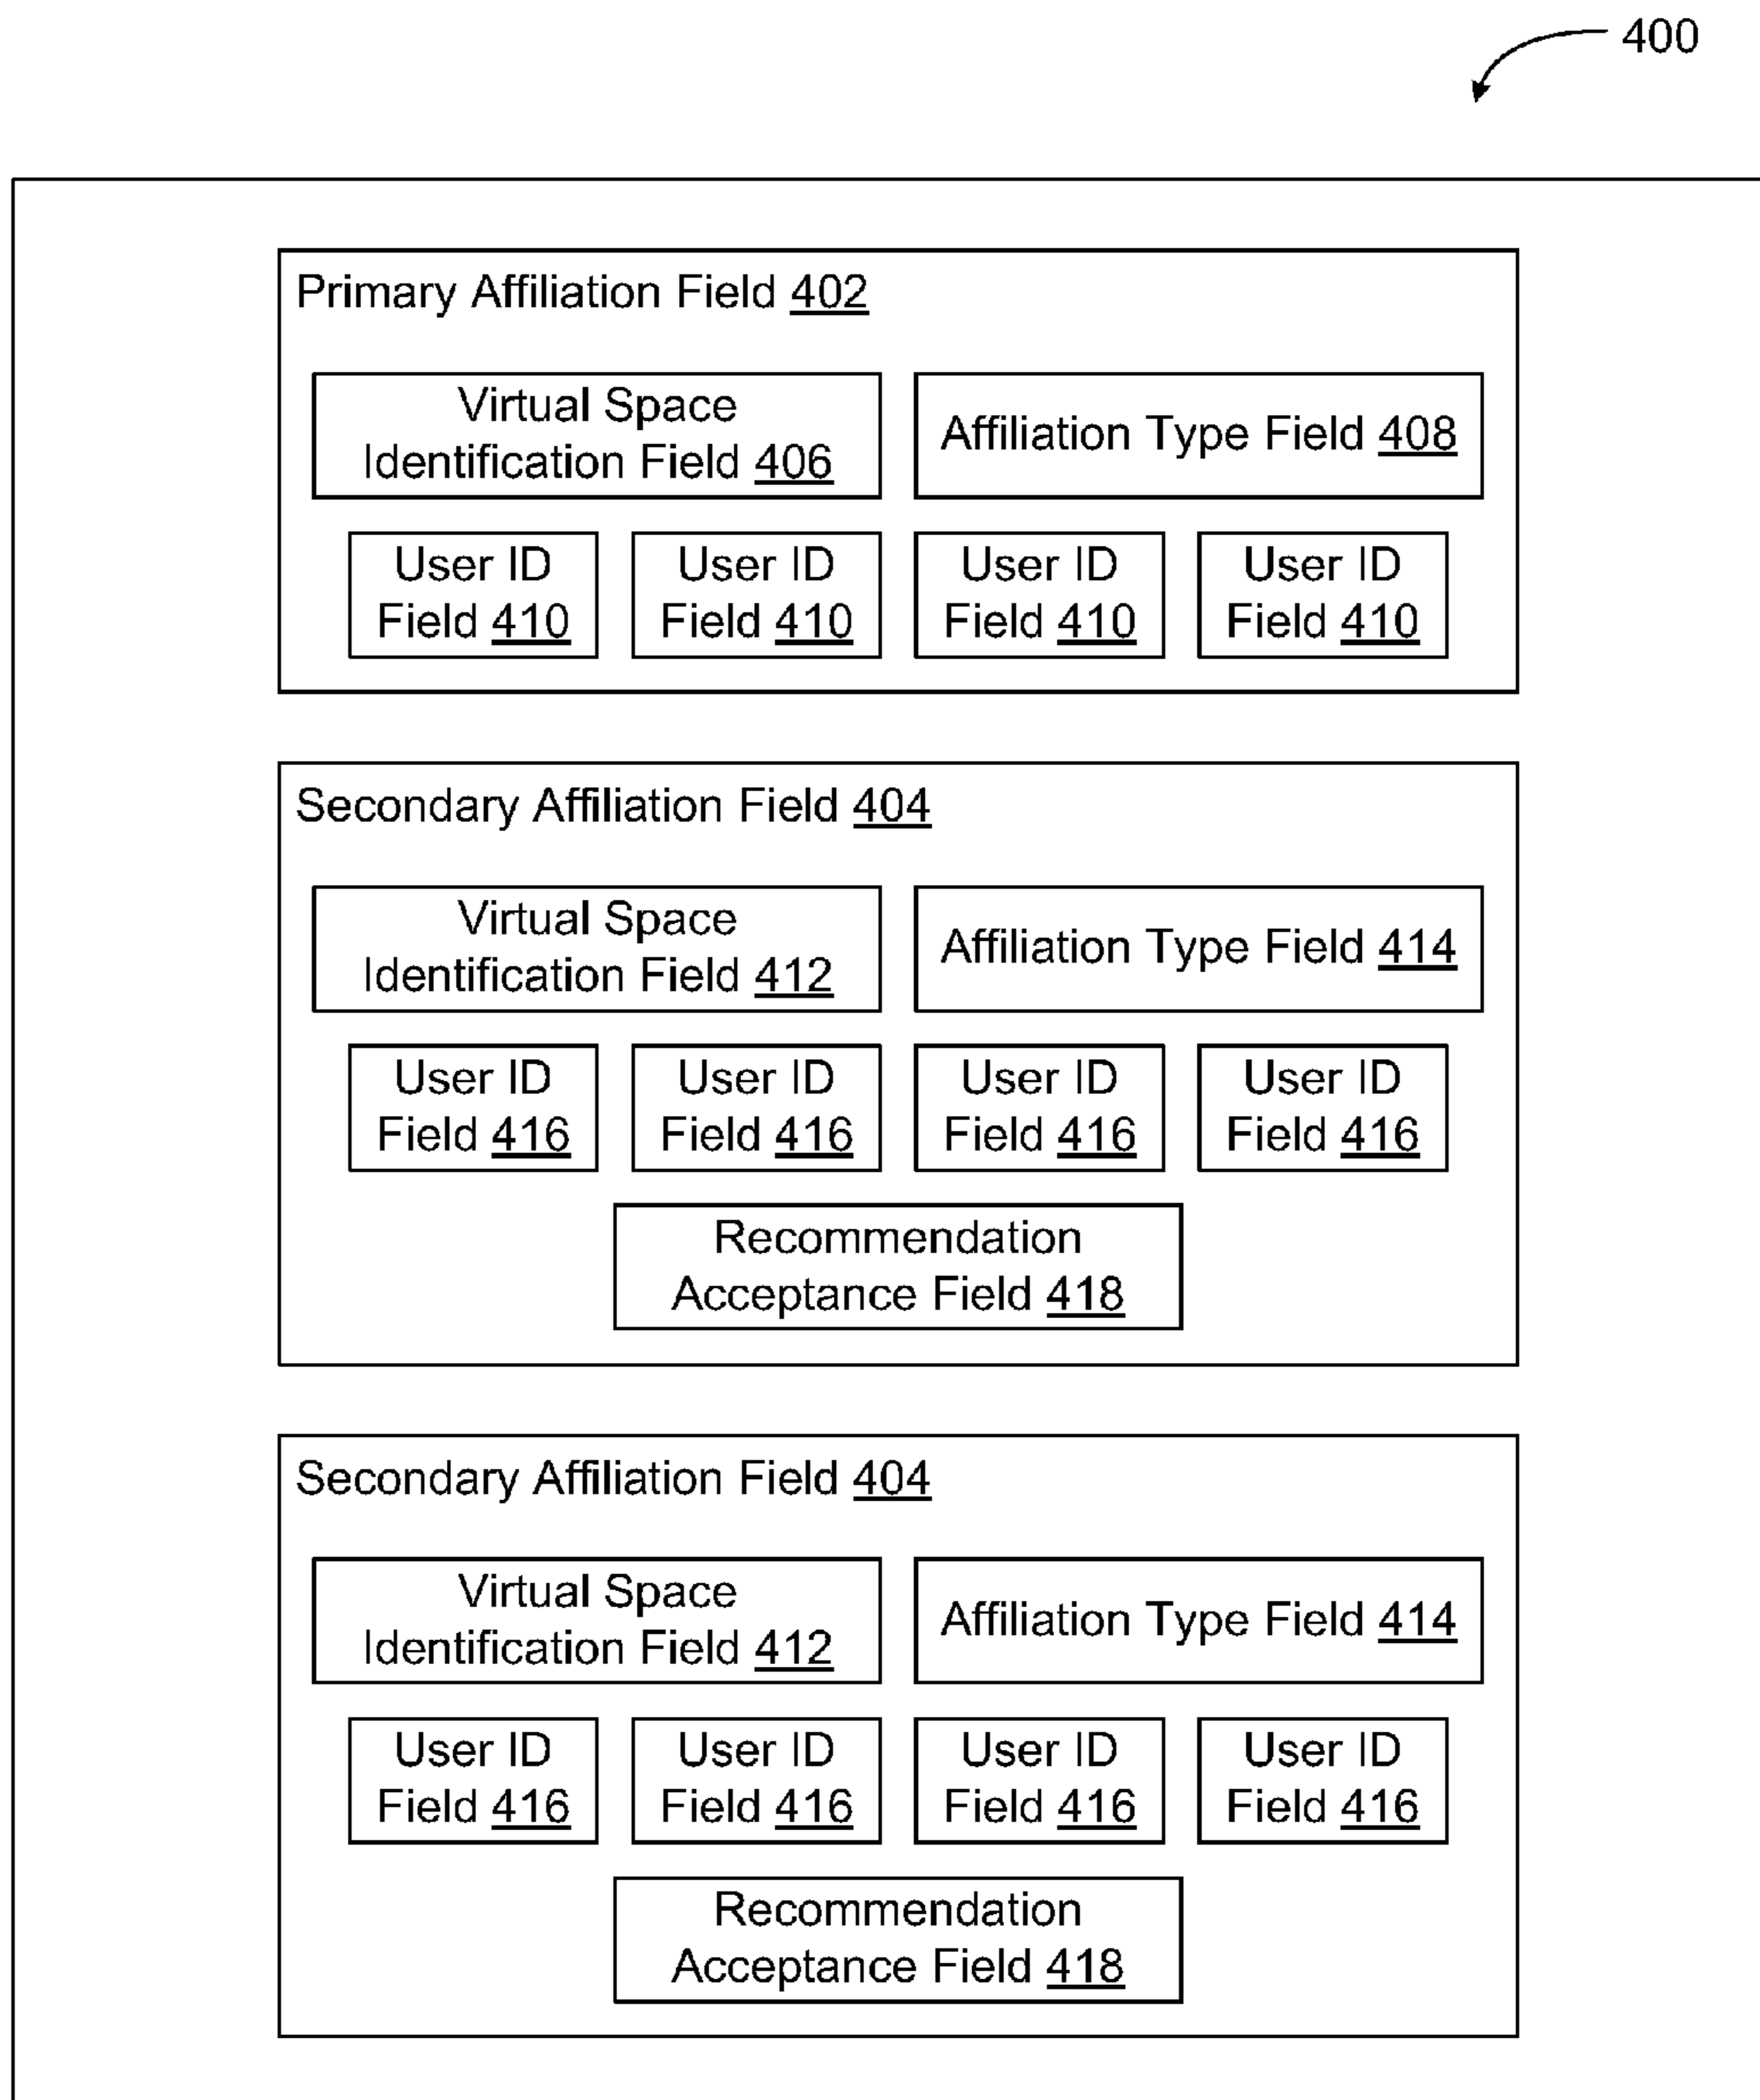 400
Primary Affiliation Field 402
Virtual Space
Identification Field 406
Affiliation Type Field 408
User ID
Field 410
User ID
Field 410
User ID
Field 410
User ID
Field 410
Secondary Affiliation Field 404
Virtual Space
Identification Field 412
Affiliation Type Field 414
User ID
Field 416
User ID
Field 416
User ID
Field 416
User ID
Field 416
Recommendation
Acceptance Field 418
Secondary Affiliation Field 404
Virtual Space
Identification Field 412
Affiliation Type Field 414
User ID
Field 416
User ID
Field 416
User ID
Field 416
User ID
Field 416
Recommendation
Acceptance Field 418